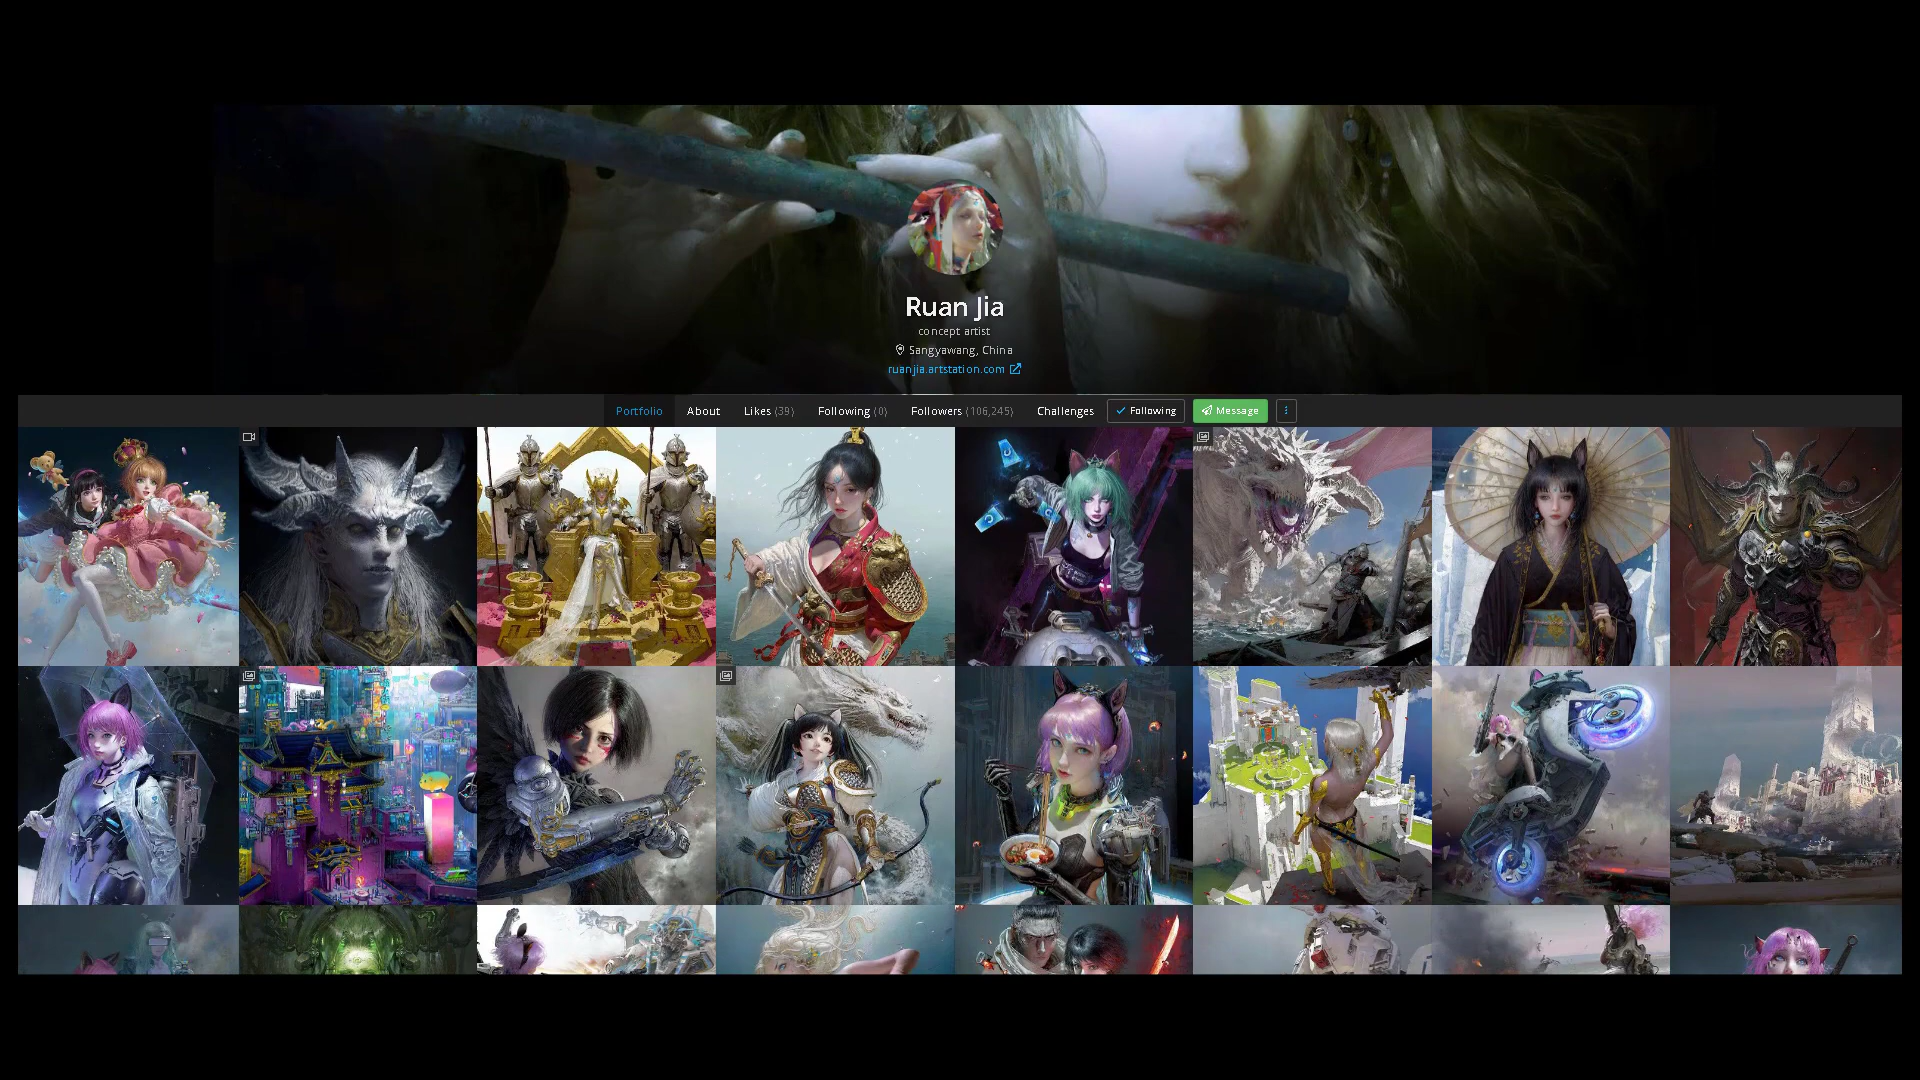 Ruan Jia
concept artist
Sangyawang, China
ruanjia.artstation.com
Portfolio About Likes (39) Following (0) Followers (106,245) Challenges Following Message